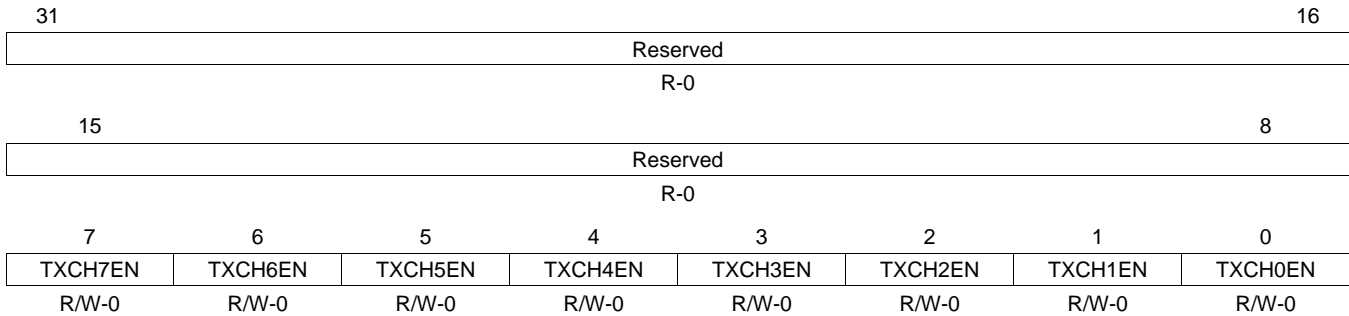 31 16
Reserved
R-0
15 8
Reserved
R-0
7 6 5 4 3 2 1 0
TXCH7EN TXCH6EN TXCH5EN TXCH4EN TXCH3EN TXCH2EN TXCH1EN TXCH0EN
R/W-0 R/W-0 R/W-0 R/W-0 R/W-0 R/W-0 R/W-0 R/W-0